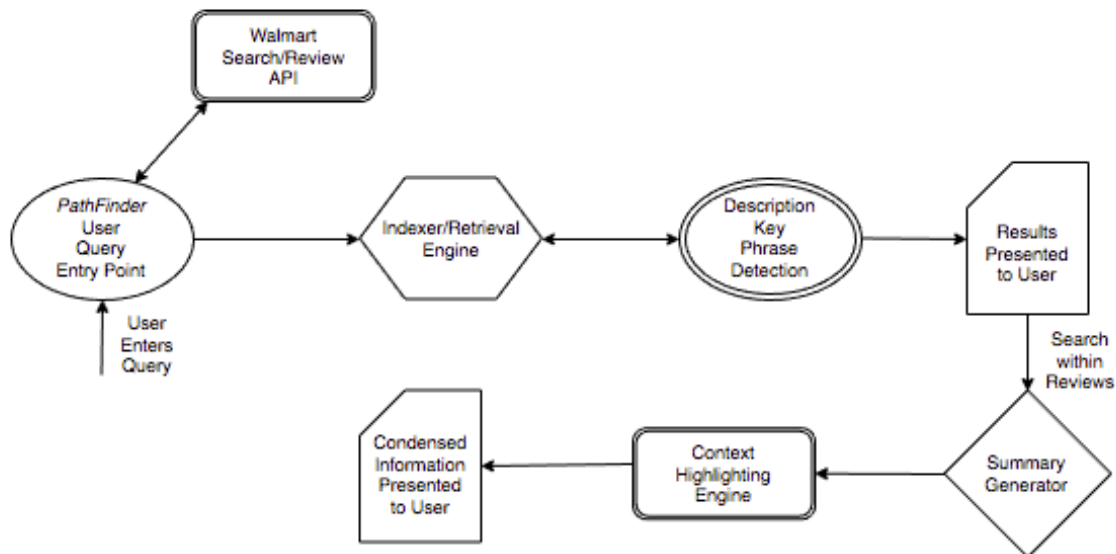 Walmart
Search/Review
API
PathFinder
User
Query
Entry Point
User
Enters
Query
Indexer/Retrieval
Engine
Description
Key
Phrase
Detection
Results
Presented
to User
Search
within
Reviews
Summary
Generator
Context
Highlighting
Engine
Condensed
Information
Presented
to User